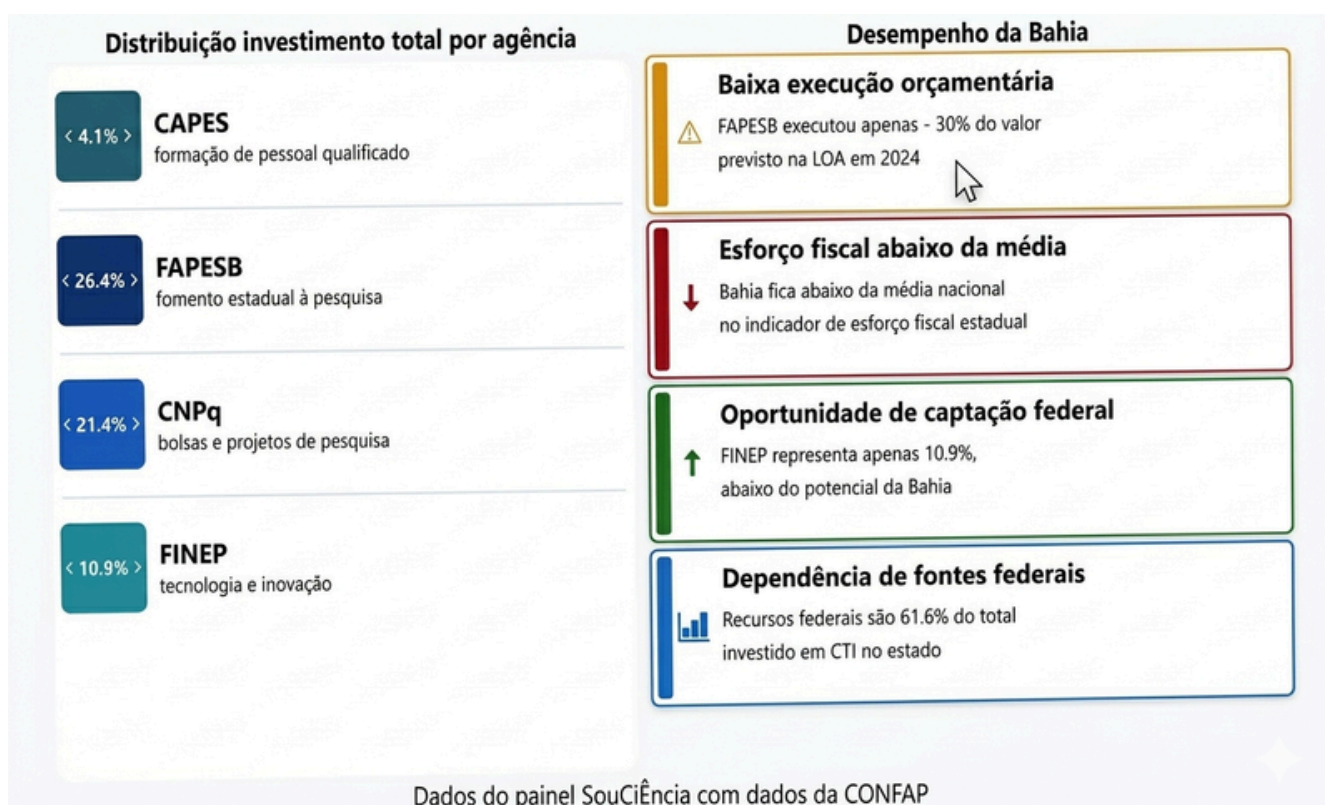 Distribuição investimento total por agência
< 4.1% >
CAPES
formação de pessoal qualificado
< 26.4% >
FAPESB
fomento estadual à pesquisa
< 21.4% >
CNPq
bolsas e projetos de pesquisa
< 10.9% >
FINEP
tecnologia e inovação
Desempenho da Bahia
Baixa execução orçamentária
FAPESB executou apenas - 30% do valor
previsto na LOA em 2024
Esforço fiscal abaixo da média
Bahia fica abaixo da média nacional
no indicador de esforço fiscal estadual
Oportunidade de captação federal
FINEP representa apenas 10.9%,
abaixo do potencial da Bahia
Dependência de fontes federais
Recursos federais são 61.6% do total
investido em CTI no estado
Dados do painel SouCiÊncia com dados da CONFAP